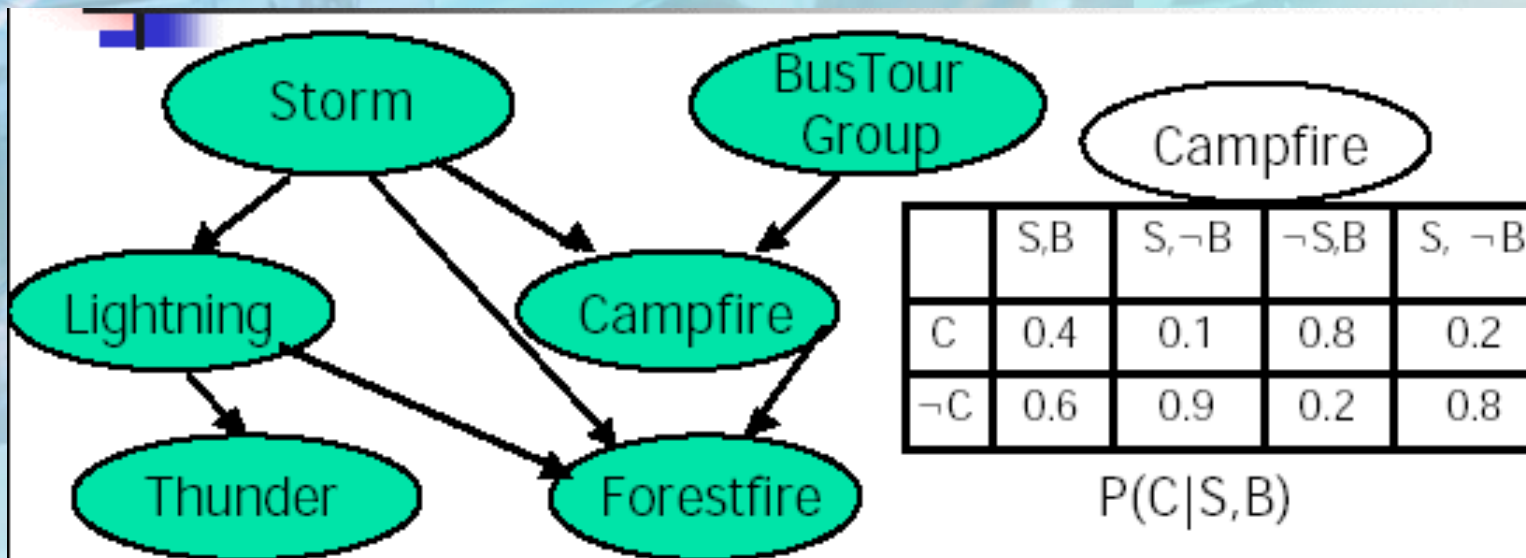 Storm
BusTour
Group
Campfire
Lightning
Campfire
Thunder
Forestfire
S,B S,¬B ¬S,B S, ¬B
C 0.4 0.1 0.8 0.2
¬C 0.6 0.9 0.2 0.8
P(C|S,B)